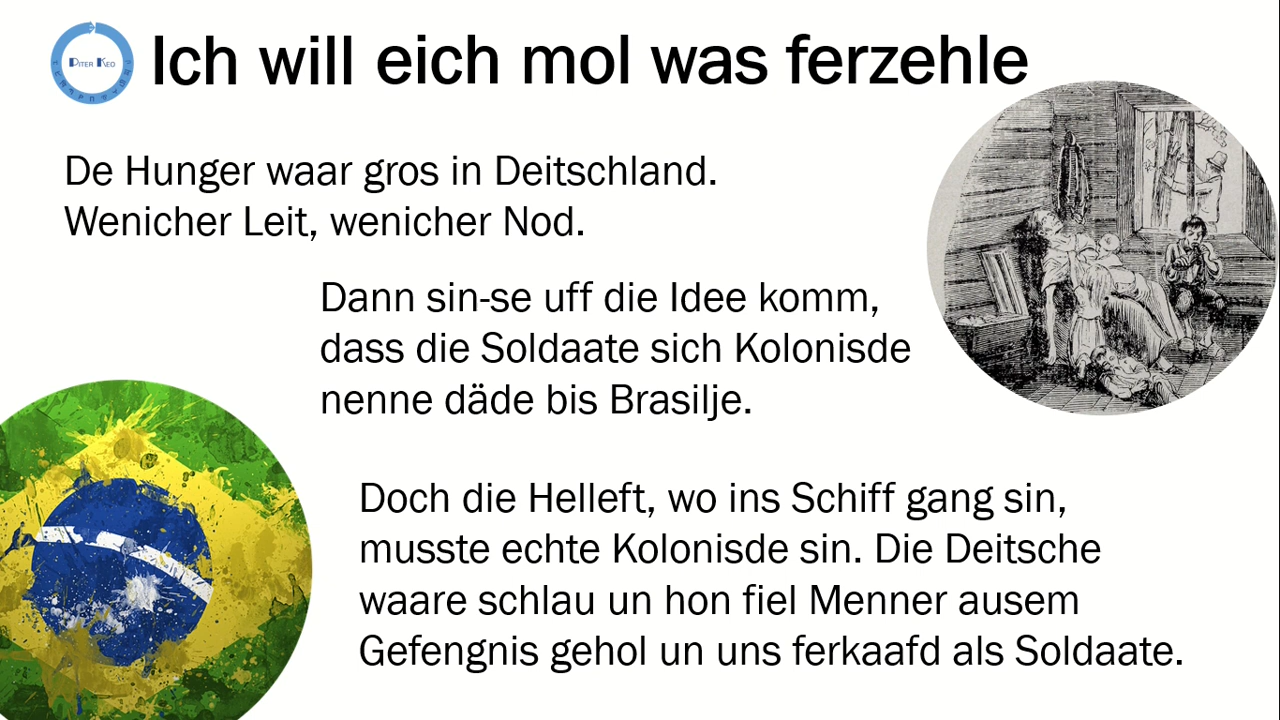 PITER KEO
Ich will eich mol was ferzehle
De Hunger waar gros in Deitschland.
Wenicher Leit, wenicher Nod.
Dann sin-se uff die Idee komm,
dass die Soldaate sich Kolonisde
nenne däde bis Brasilje.
Doch die Helleft, wo ins Schiff gang sin,
musste echte Kolonisde sin. Die Deitsche
waare schlau un hon fiel Menner ausem
Gefengnis gehol un uns ferkaafd als Soldaate.